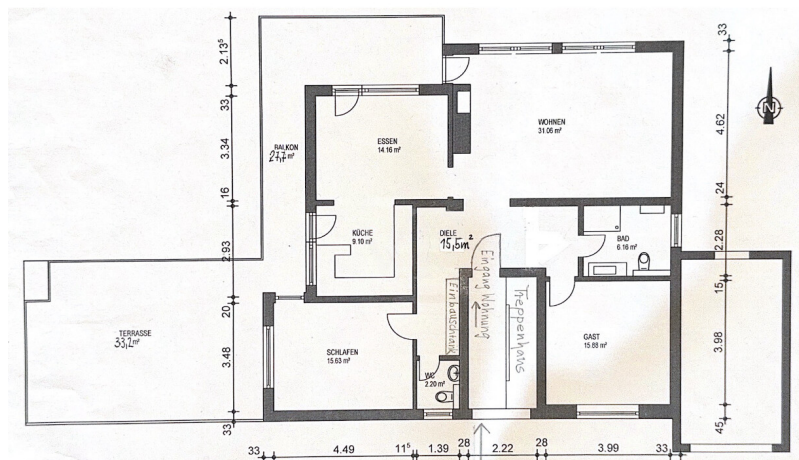 2.13⁵
33
3.34
16
2.93
20
3.48
33
BALKON
27,7 m²
ESSEN
14.16 m²
WOHNEN
31.06 m²
KÜCHE
9.10 m²
DIELE
15,5 m²
BAD
6.16 m²
Eingang Wohnung
Treppenhaus
Einbauschrank
TERRASSE
33,2 m²
SCHLAFEN
15.63 m²
WC
2.20 m²
GAST
15.88 m²
N
33
4.62
24
2.28
15
3.98
45
33
4.49
11⁵
1.39
28
2.22
28
3.99
33